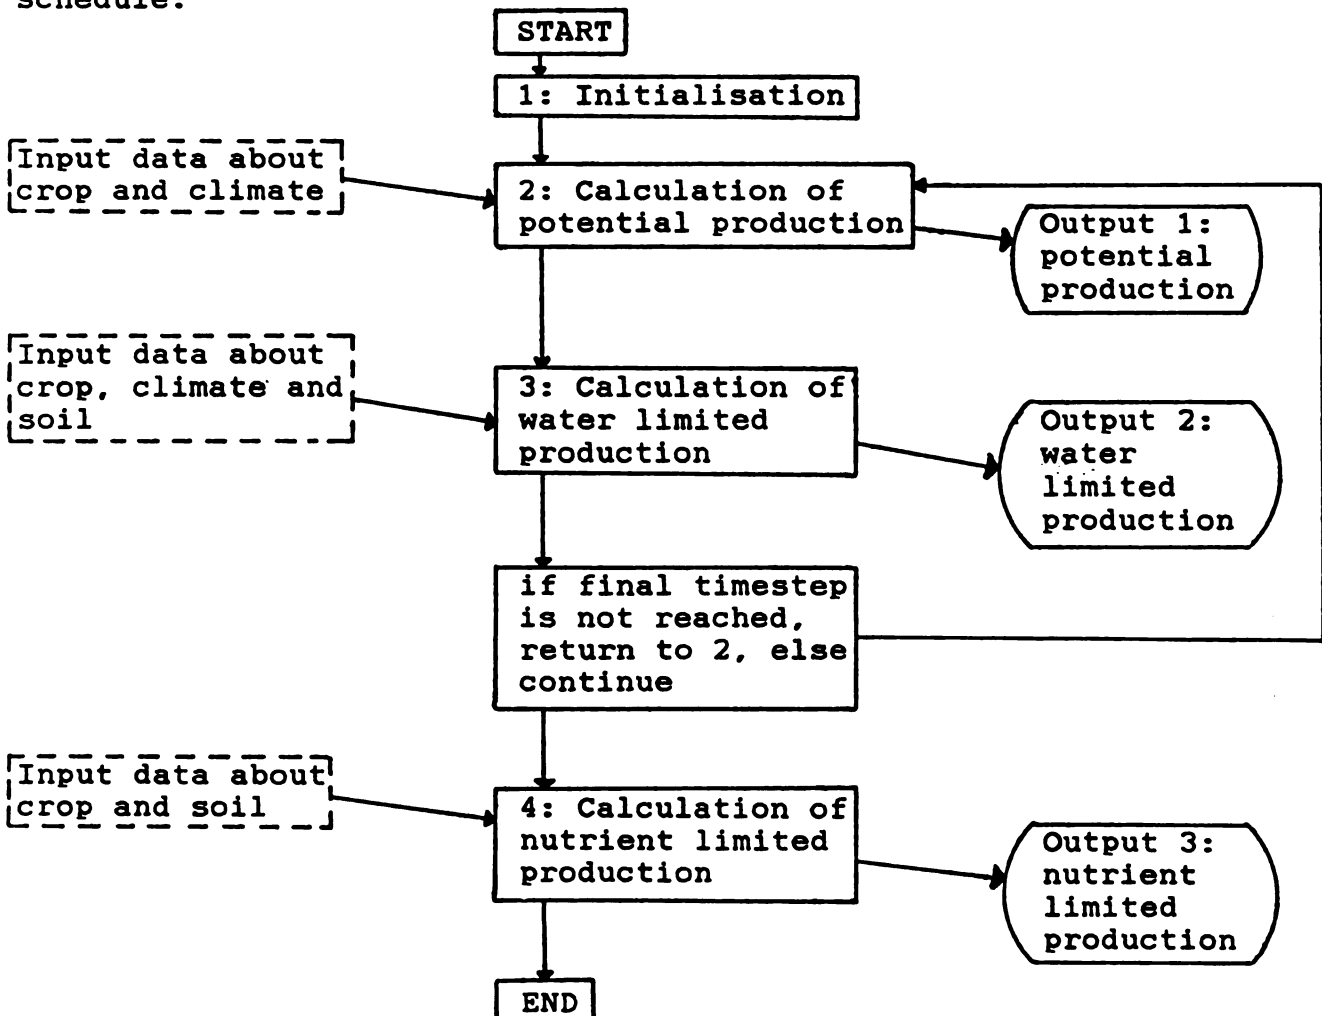 schedule:
START
1: Initialisation
Input data about
crop and climate
2: Calculation of
potential production
Output 1:
potential
production
Input data about
crop, climate and
soil
3: Calculation of
water limited
production
Output 2:
water
limited
production
if final timestep
is not reached,
return to 2, else
continue
Input data about
crop and soil
4: Calculation of
nutrient limited
production
Output 3:
nutrient
limited
production
END